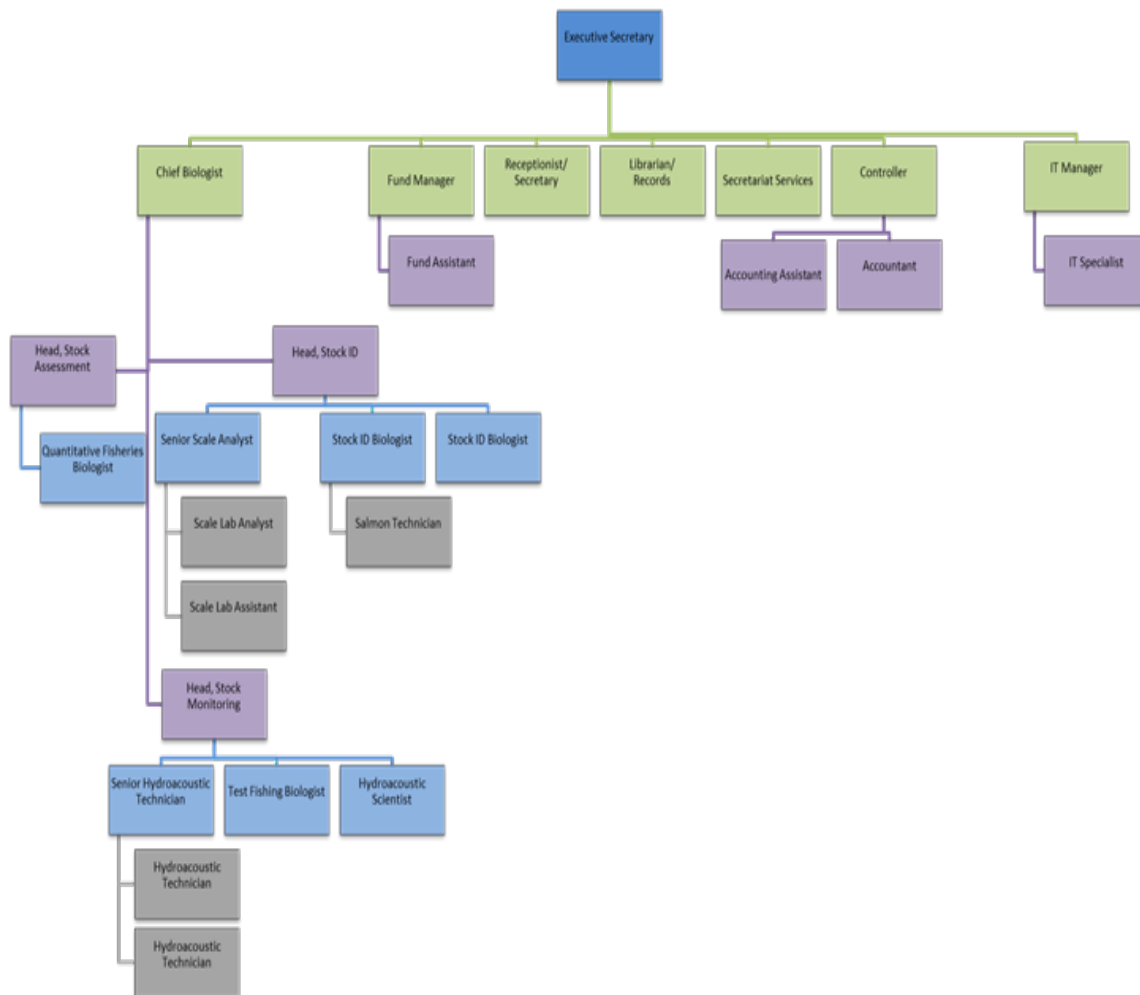 Executive Secretary
Chief Biologist
Fund Manager
Receptionist/
Secretary
Librarian/
Records
Secretariat Services
Controller
IT Manager
Fund Assistant
Accounting Assistant
Accountant
IT Specialist
Head, Stock
Assessment
Head, Stock ID
Quantitative Fisheries
Biologist
Senior Scale Analyst
Stock ID Biologist
Stock ID Biologist
Scale Lab Analyst
Salmon Technician
Scale Lab Assistant
Head, Stock
Monitoring
Senior Hydroacoustic
Technician
Test Fishing Biologist
Hydroacoustic
Scientist
Hydroacoustic
Technician
Hydroacoustic
Technician